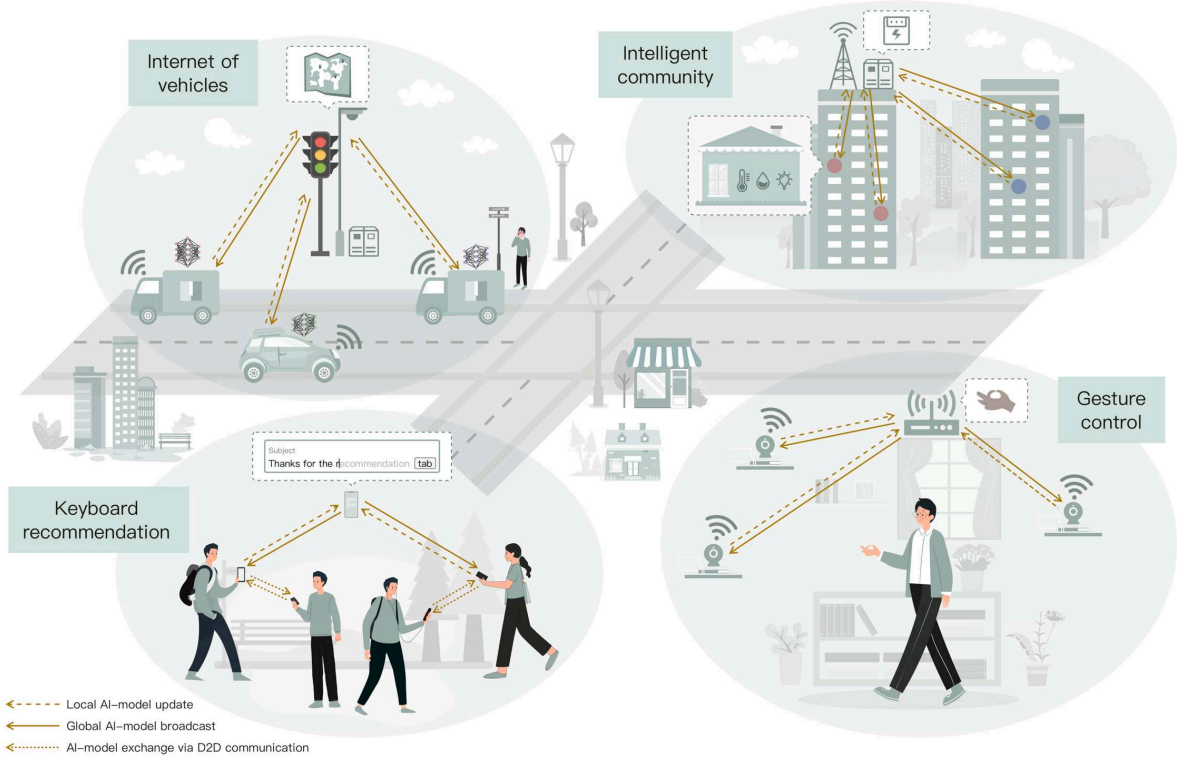 Internet of
vehicles
Intelligent
community
Gesture
control
Subject
Thanks for the recommendation tab
Keyboard
recommendation
Local AI-model update
Global AI-model broadcast
AI-model exchange via D2D communication